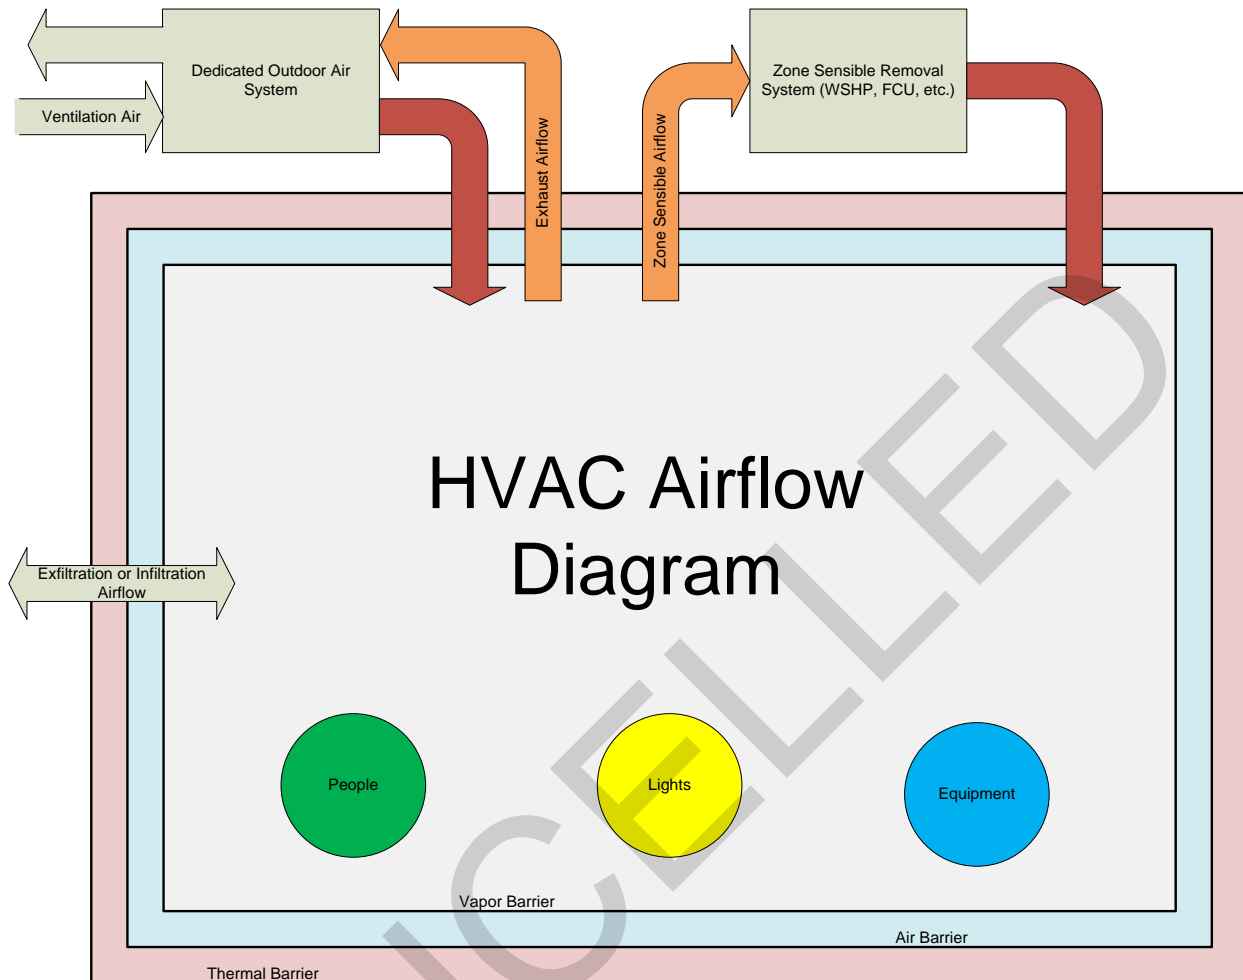 Dedicated Outdoor Air
System
Zone Sensible Removal
System (WSHP, FCU, etc.)
Ventilation Air
Exhaust Airflow
Zone Sensible Airflow
HVAC Airflow
Diagram
Exfiltration or Infiltration
Airflow
People
Lights
Equipment
Vapor Barrier
Air Barrier
Thermal Barrier
NCELLED